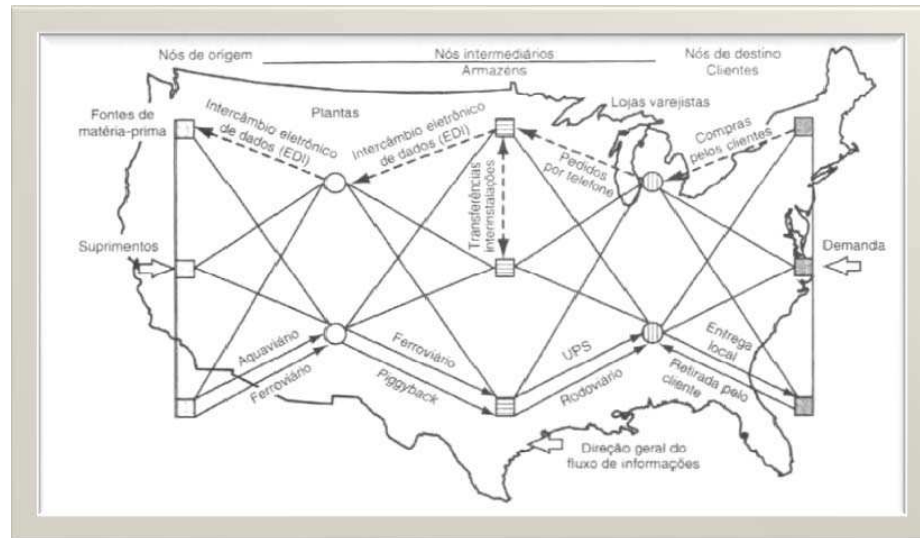 Nós de origem
Nós intermediários
Nós de destino
Armazéns
Clientes
Fontes de
matéria-prima
Intercâmbio eletrônico
de dados (EDI)
Plantas
Intercâmbio eletrônico
de dados (EDI)
Lojas varejistas
Pedidos
por telefone
Compras
pelos clientes
Transferências
interinstalações
Suprimentos
Demanda
Aquaviário
Ferroviário
Ferroviário
Piggyback
UPS
Rodoviário
Entrega
local
Retirada pelo
cliente
Direção geral do
fluxo de informações